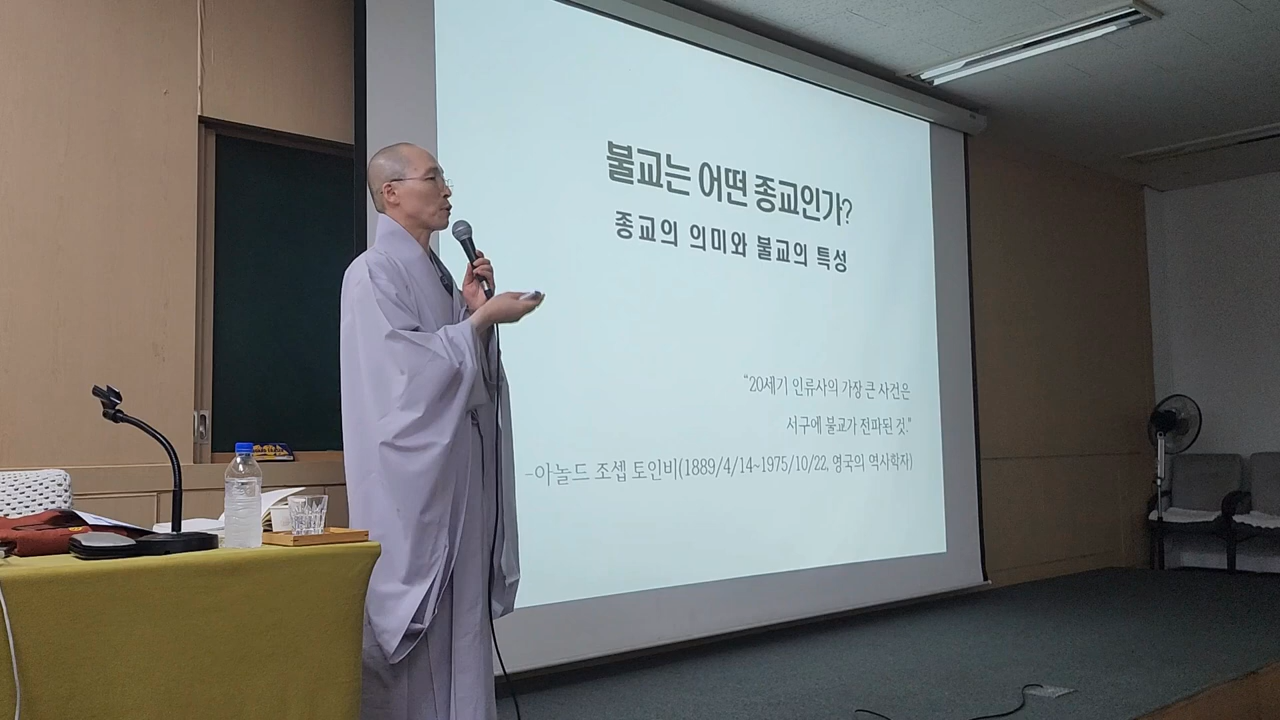 불교는 어떤 종교인가?
종교의 의미와 불교의 특성
“20세기 인류사의 가장 큰 사건은
서구에 불교가 전파된 것.”
-아놀드 조셉 토인비(1889/4/14~1975/10/22, 영국의 역사학자)